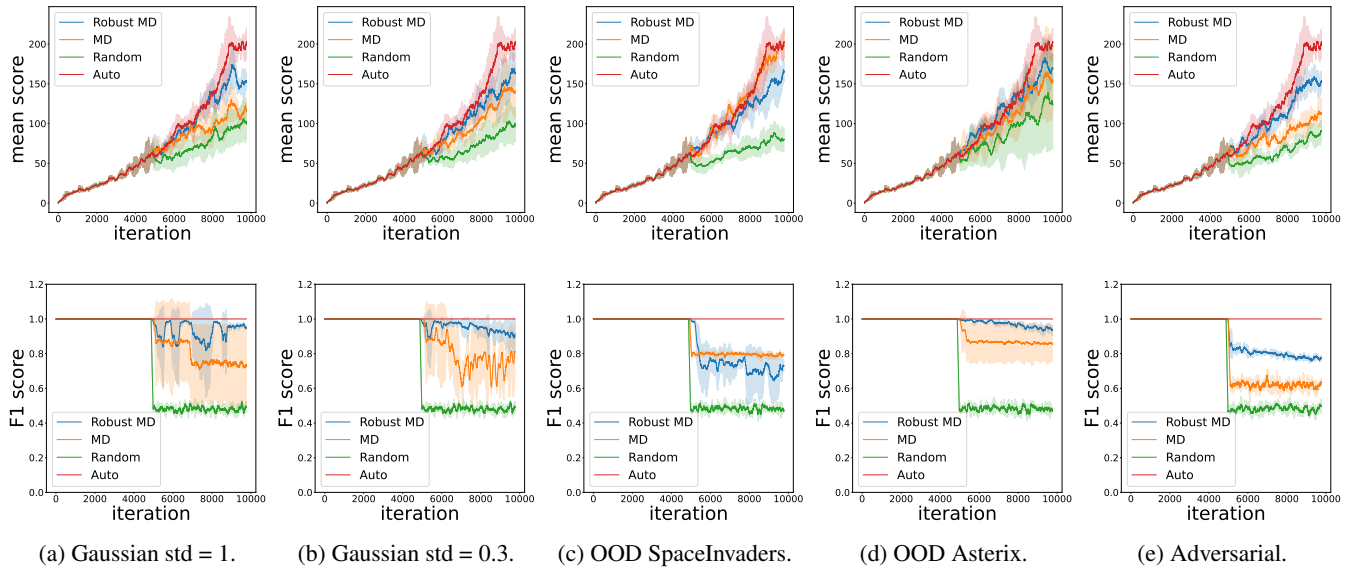 Robust MD
MD
Random
Auto
mean score
0
50
100
150
200
0 2000 4000 6000 8000 10000
iteration
Robust MD
MD
Random
Auto
mean score
0
50
100
150
200
0 2000 4000 6000 8000 10000
iteration
Robust MD
MD
Random
Auto
mean score
0
50
100
150
200
0 2000 4000 6000 8000 10000
iteration
Robust MD
MD
Random
Auto
mean score
0
50
100
150
200
0 2000 4000 6000 8000 10000
iteration
Robust MD
MD
Random
Auto
mean score
0
50
100
150
200
0 2000 4000 6000 8000 10000
iteration
F1 score
1.2
1.0
0.8
0.6
0.4
0.2
0.0
Robust MD
MD
Random
Auto
0 2000 4000 6000 8000 10000
iteration
F1 score
1.2
1.0
0.8
0.6
0.4
0.2
0.0
Robust MD
MD
Random
Auto
0 2000 4000 6000 8000 10000
iteration
F1 score
1.2
1.0
0.8
0.6
0.4
0.2
0.0
Robust MD
MD
Random
Auto
0 2000 4000 6000 8000 10000
iteration
F1 score
1.2
1.0
0.8
0.6
0.4
0.2
0.0
Robust MD
MD
Random
Auto
0 2000 4000 6000 8000 10000
iteration
F1 score
1.2
1.0
0.8
0.6
0.4
0.2
0.0
Robust MD
MD
Random
Auto
0 2000 4000 6000 8000 10000
iteration
(a) Gaussian std = 1.
(b) Gaussian std = 0.3.
(c) OOD SpaceInvaders.
(d) OOD Asterix.
(e) Adversarial.